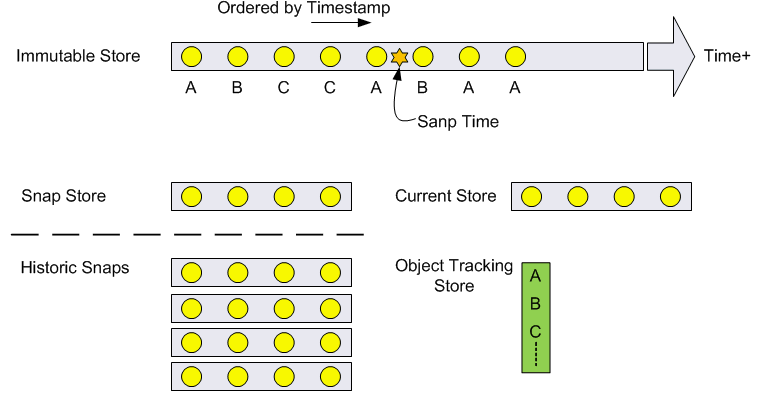 Ordered by Timestamp
Immutable Store
Time+
A B C C A B A A
Sanp Time
Snap Store
Current Store
Historic Snaps
Object Tracking
Store
A
B
C